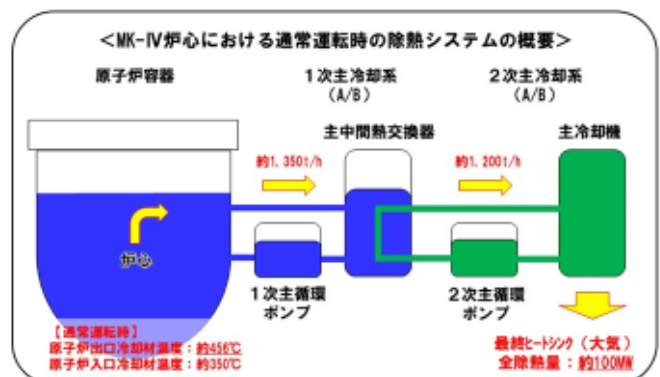 <MK-Ⅳ炉心における通常運転時の除熱システムの概要>
原子炉容器
1次主冷却系
(A/B)
2次主冷却系
(A/B)
主中間熱交換器
主冷却機
約1,350t/h
約1,200t/h
炉心
1次主循環
ポンプ
2次主循環
ポンプ
【通常運転時】
原子炉出口冷却材温度:約456℃
原子炉入口冷却材温度:約350℃
最終ヒートシンク(大気)
全除熱量:約100MW